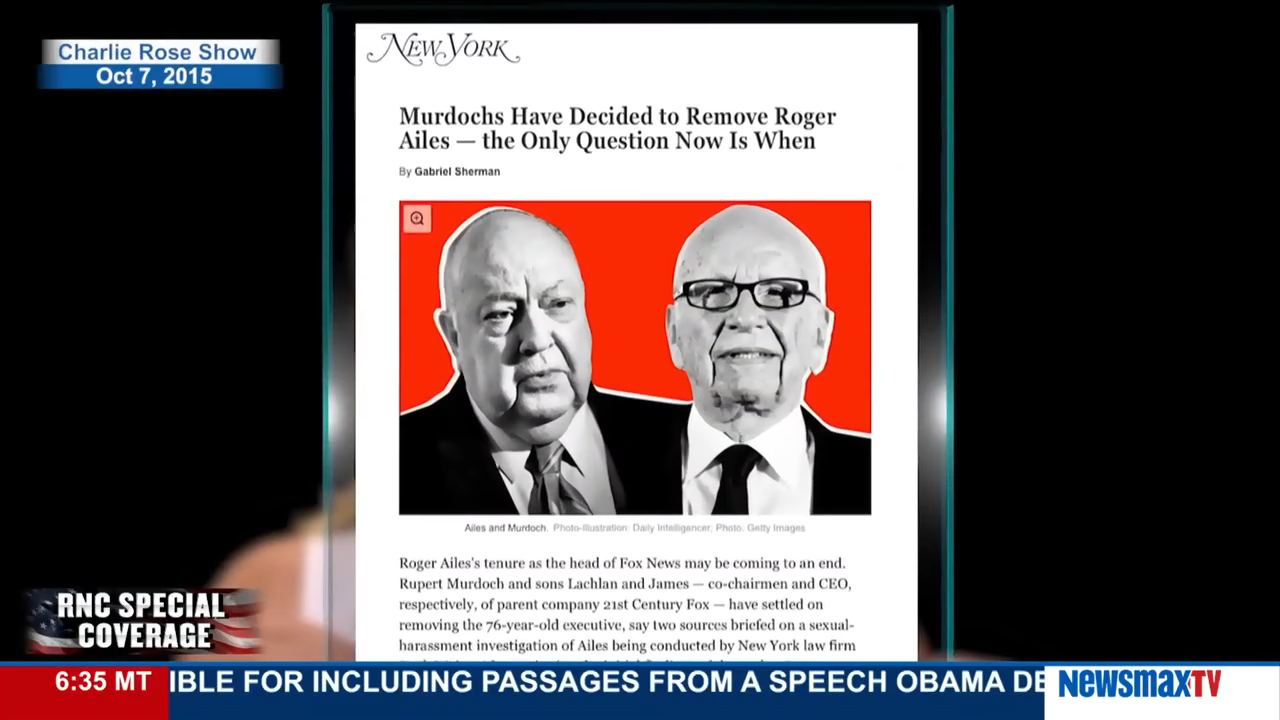 Charlie Rose Show
Oct 7, 2015
NEW YORK
Murdochs Have Decided to Remove Roger
Ailes — the Only Question Now Is When
By Gabriel Sherman
Ailes and Murdoch. Photo-Illustration: Daily Intelligencer; Photo: Getty Images
Roger Ailes's tenure as the head of Fox News may be coming to an end.
Rupert Murdoch and sons Lachlan and James — co-chairmen and CEO,
respectively, of parent company 21st Century Fox — have settled on
removing the 76-year-old executive, say two sources briefed on a sexual-
harassment investigation of Ailes being conducted by New York law firm
RNC SPECIAL
COVERAGE
6:35 MT
IBLE FOR INCLUDING PASSAGES FROM A SPEECH OBAMA DE
NEWSMAXTV